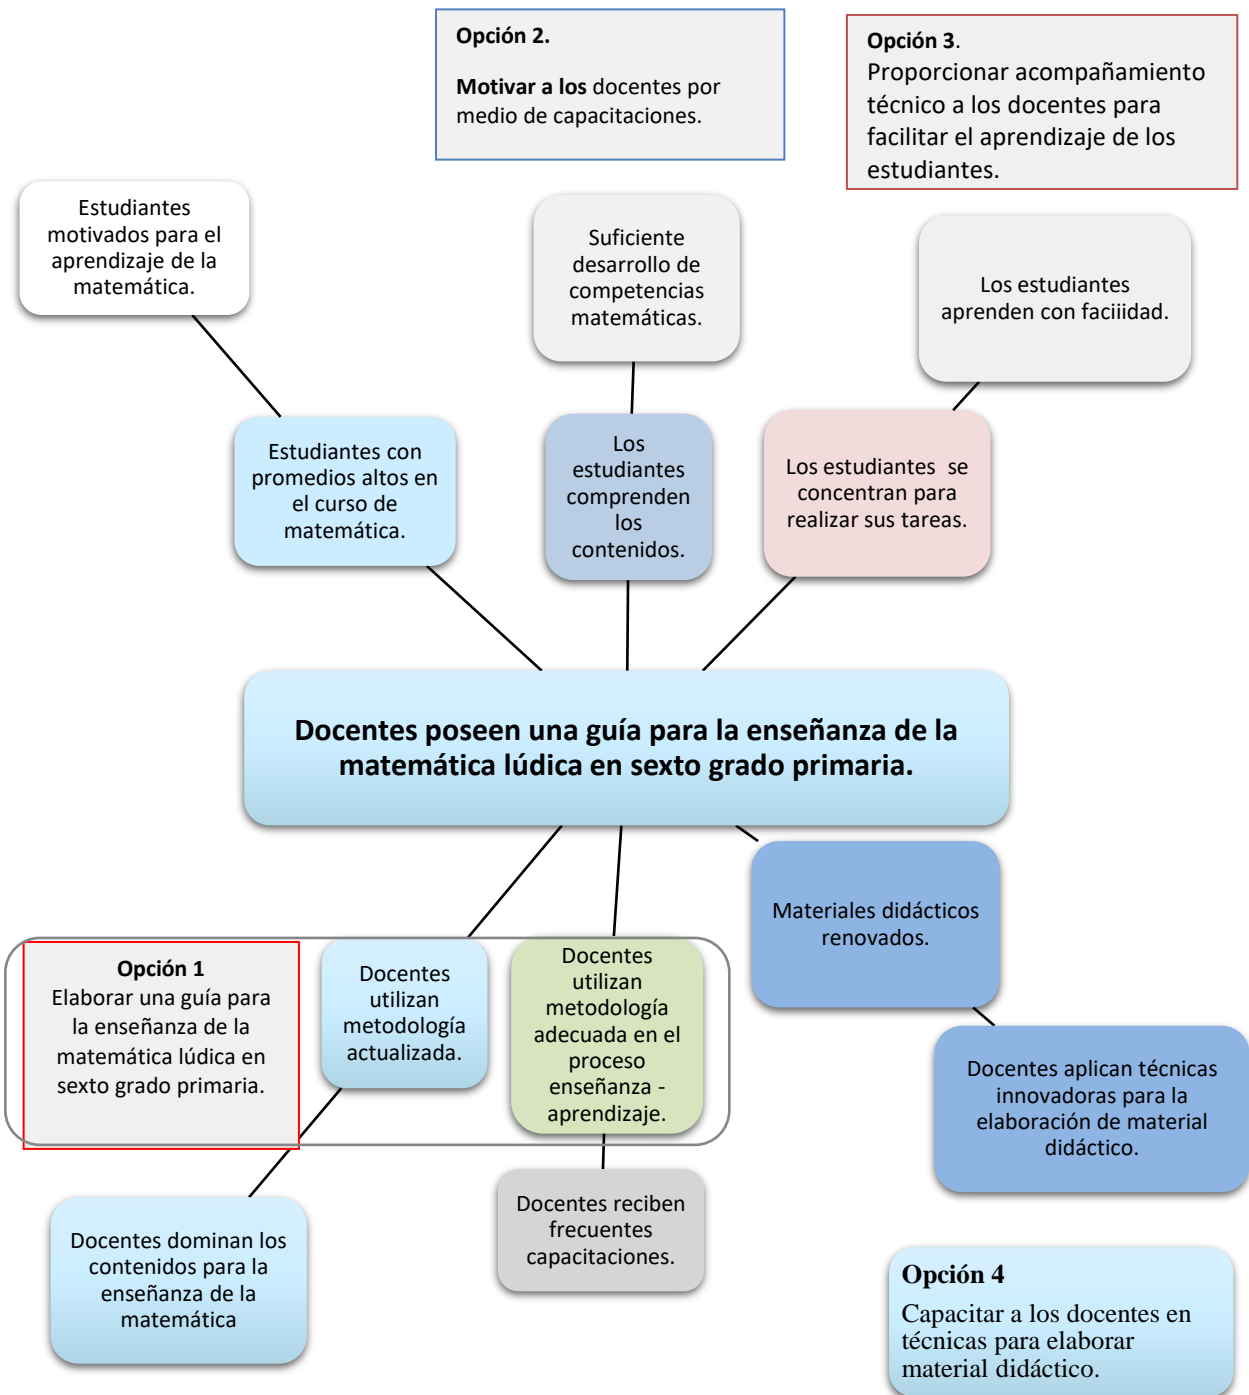 Opción 2.
Motivar a los docentes por
medio de capacitaciones.
Opción 3.
Proporcionar acompañamiento
técnico a los docentes para
facilitar el aprendizaje de los
estudiantes.
Estudiantes
motivados para el
aprendizaje de la
matemática.
Suficiente
desarrollo de
competencias
matemáticas.
Los estudiantes
aprenden con faciiidad.
Estudiantes con
promedios altos en
el curso de
matemática.
Los
estudiantes
comprenden
los
contenidos.
Los estudiantes se
concentran para
realizar sus tareas.
Docentes poseen una guía para la enseñanza de la
matemática lúdica en sexto grado primaria.
Materiales didácticos
renovados.
Opción 1
Elaborar una guía para
la enseñanza de la
matemática lúdica en
sexto grado primaria.
Docentes
utilizan
metodología
actualizada.
Docentes
utilizan
metodología
adecuada en el
proceso
enseñanza -
aprendizaje.
Docentes aplican técnicas
innovadoras para la
elaboración de material
didáctico.
Docentes dominan los
contenidos para la
enseñanza de la
matemática
Docentes reciben
frecuentes
capacitaciones.
Opción 4
Capacitar a los docentes en
técnicas para elaborar
material didáctico.